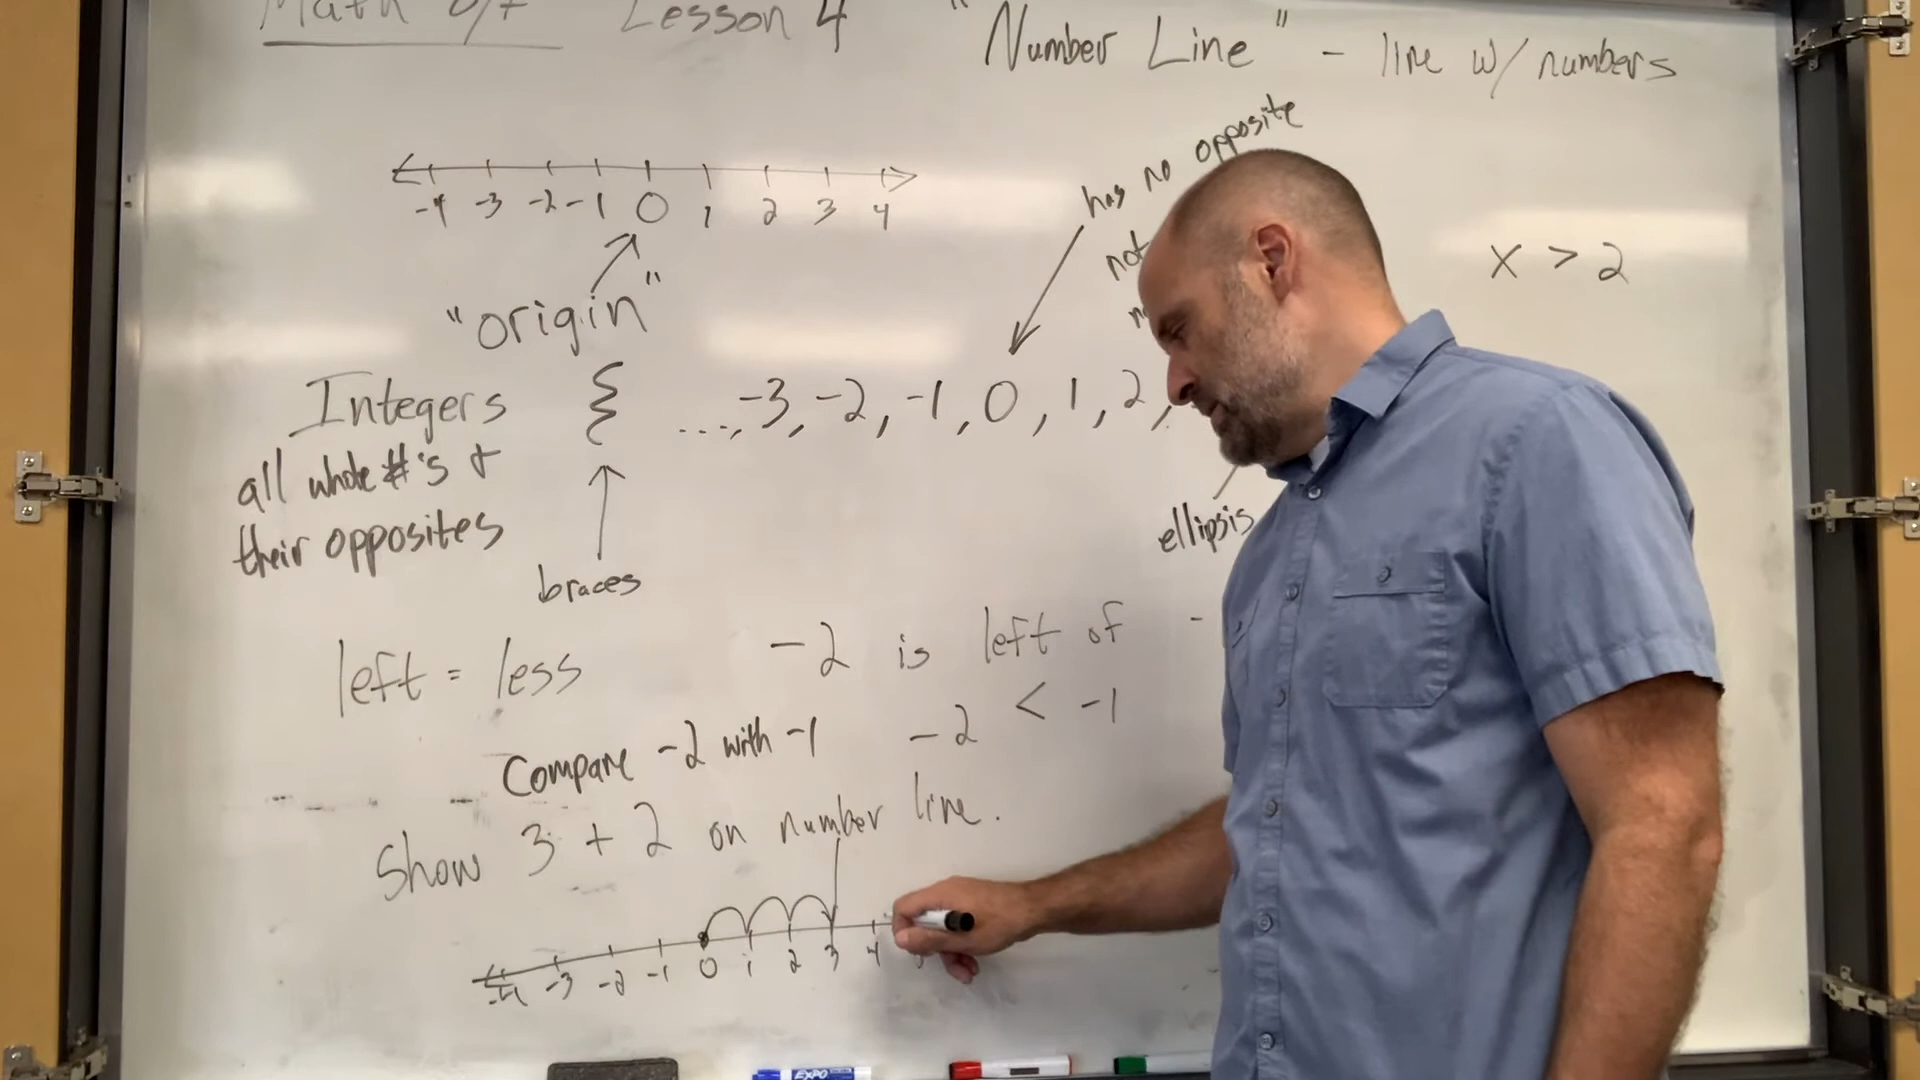 Math 6/7 Lesson 4 "Number Line" - line w/ numbers
-4 -3 -2 -1 0 1 2 3 4
has no opposite
not
x > 2
"origin"
Integers { ..., -3, -2, -1, 0, 1, 2,
all whole #'s +
their opposites
braces
ellipsis
left = less
-2 is left of -
Compare -2 with -1
-2 < -1
Show 3 + 2 on number line.
-4 -3 -2 -1 0 1 2 3 4
EXPO